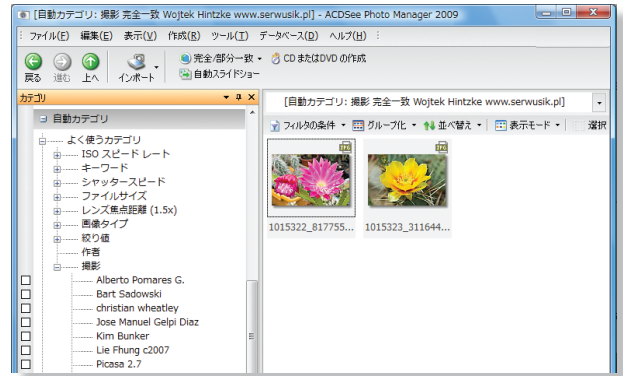 [自動カテゴリ: 撮影 完全一致 Wojtek Hintzke www.serwusik.pl] - ACDSee Photo Manager 2009
ファイル(F) 編集(E) 表示(V) 作成(R) ツール(T) データベース(D) ヘルプ(H)
戻る 進む 上へ インポート
完全/部分一致 CD またはDVD の作成
自動スライドショー
カテゴリ
[自動カテゴリ: 撮影 完全一致 Wojtek Hintzke www.serwusik.pl]
自動カテゴリ
フィルタの条件 グループ化 並べ替え 表示モード 選択
よく使うカテゴリ
ISO スピード レート
キーワード
シャッタースピード
ファイルサイズ
レンズ焦点距離 (1.5x)
画像タイプ
絞り値
作者
撮影
Alberto Pomares G.
Bart Sadowski
christian wheatley
Jose Manuel Gelpi Diaz
Kim Bunker
Lie Fhung c2007
Picasa 2.7
1015322_817755... 1015323_311644...